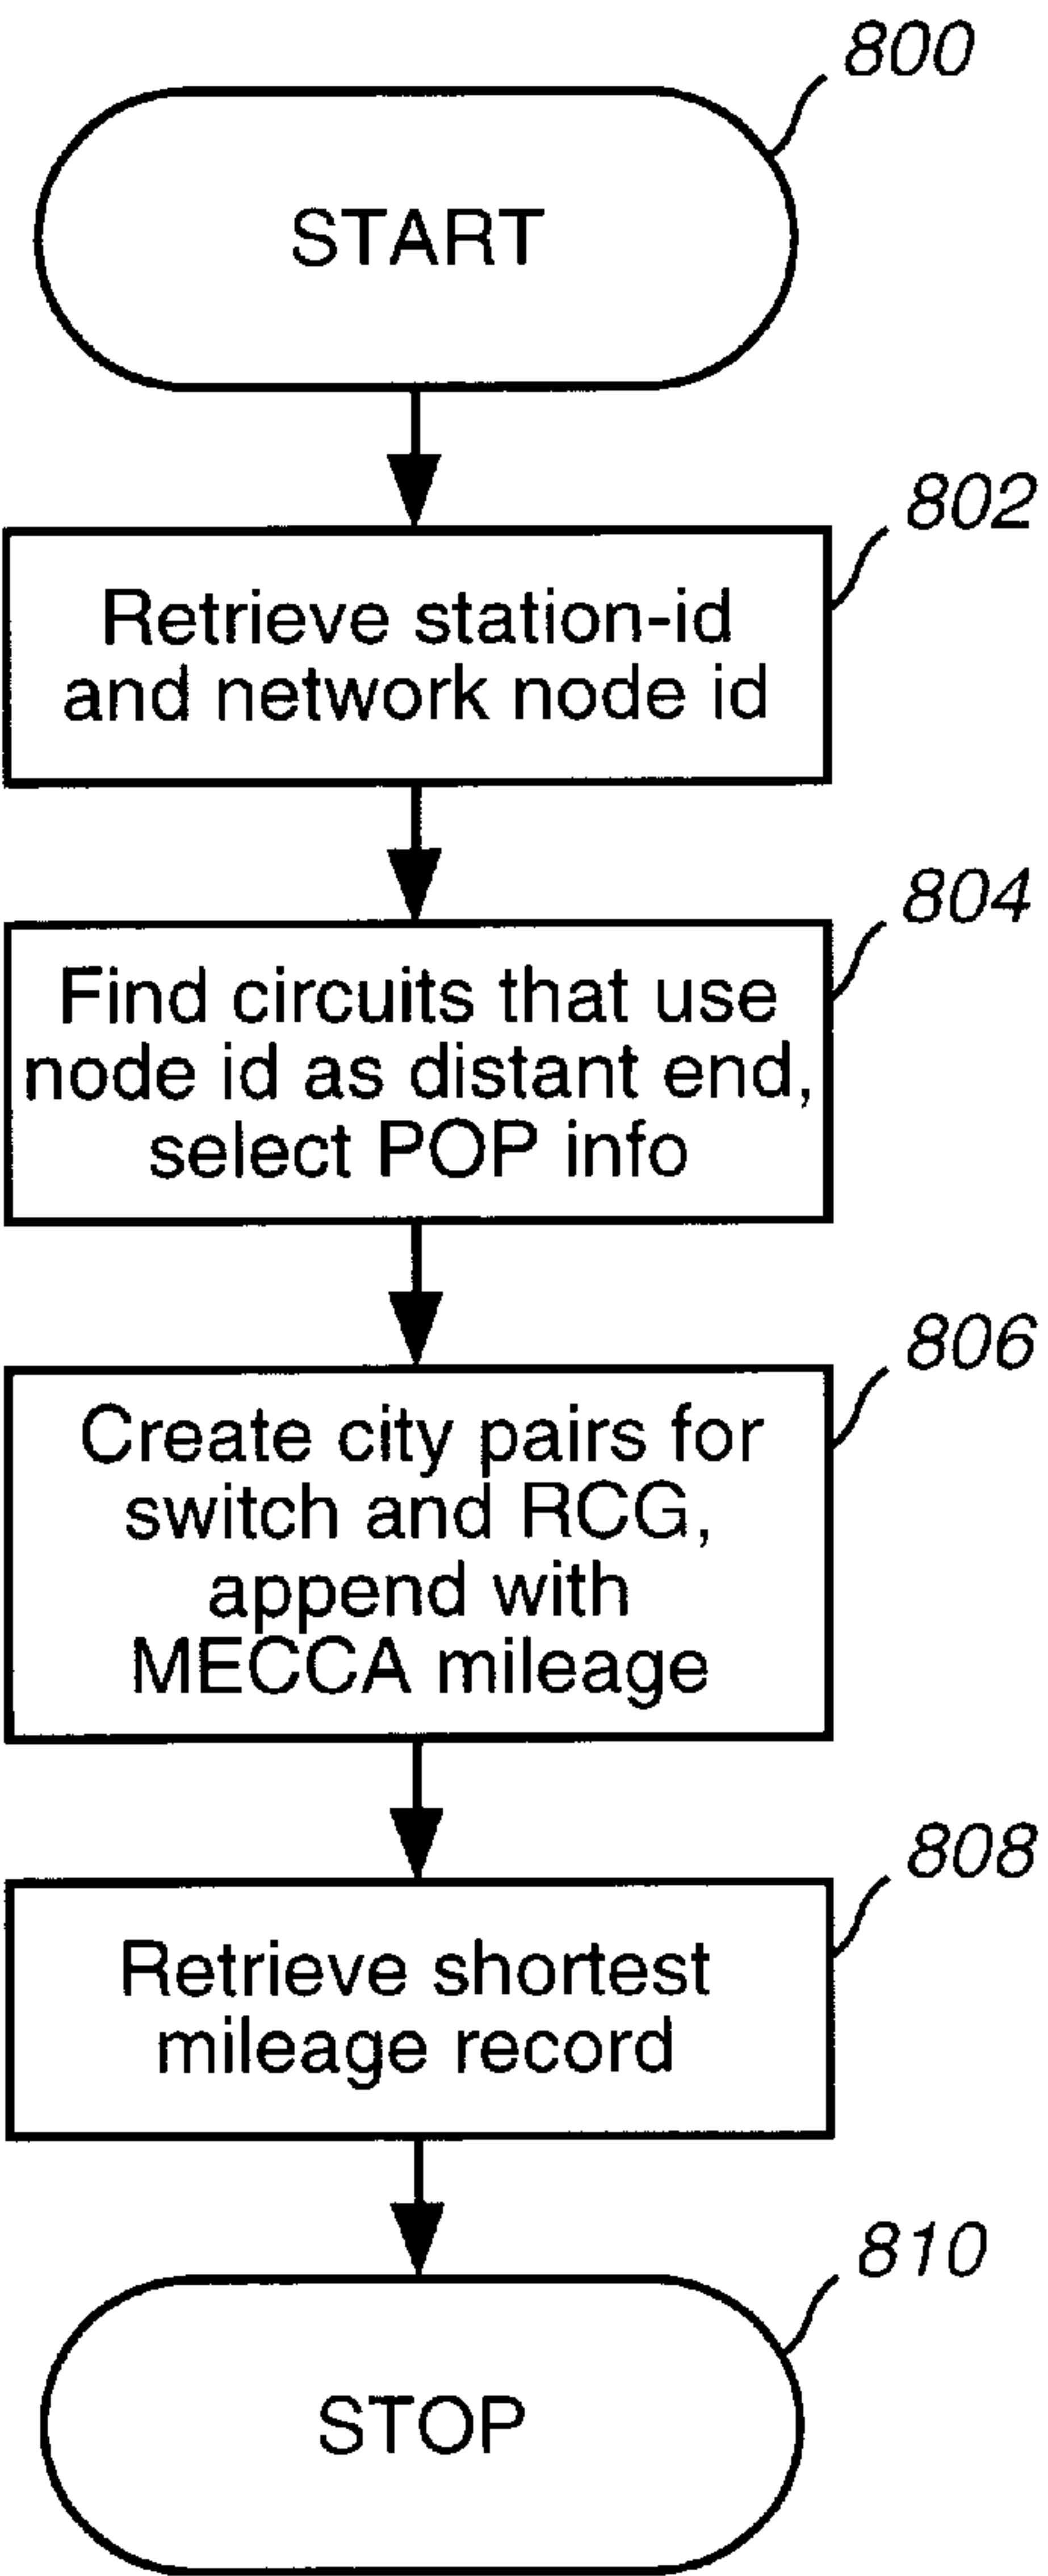 800
START
802
Retrieve station-id
and network node id
804
Find circuits that use
node id as distant end,
select POP info
806
Create city pairs for
switch and RCG,
append with
MECCA mileage
808
Retrieve shortest
mileage record
810
STOP